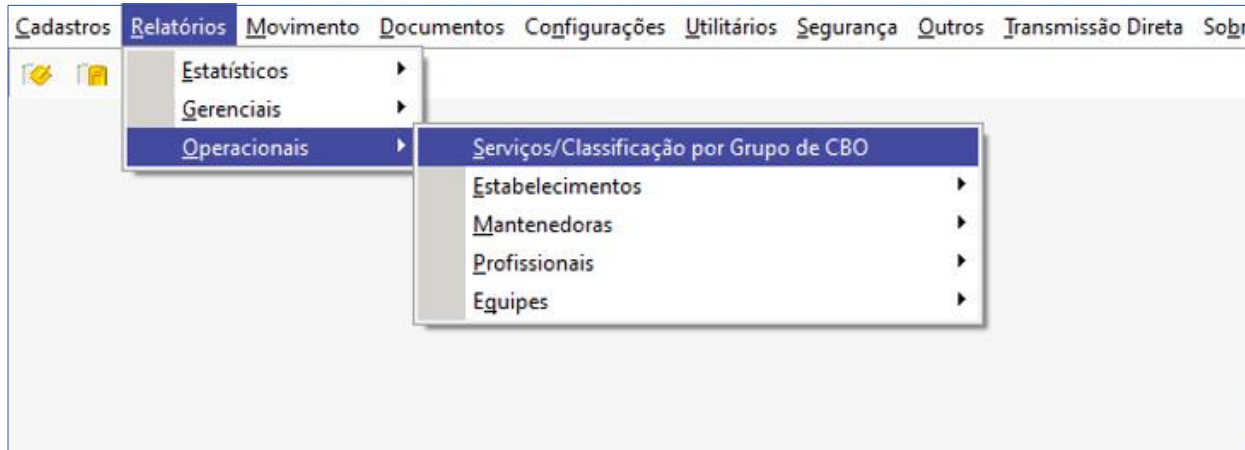 Cadastros Relatórios Movimento Documentos Configurações Utilitários Segurança Outros Transmissão Direta
Estatísticos
Gerenciais
Operacionais
Serviços/Classificação por Grupo de CBO
Estabelecimentos
Mantenedoras
Profissionais
Equipes